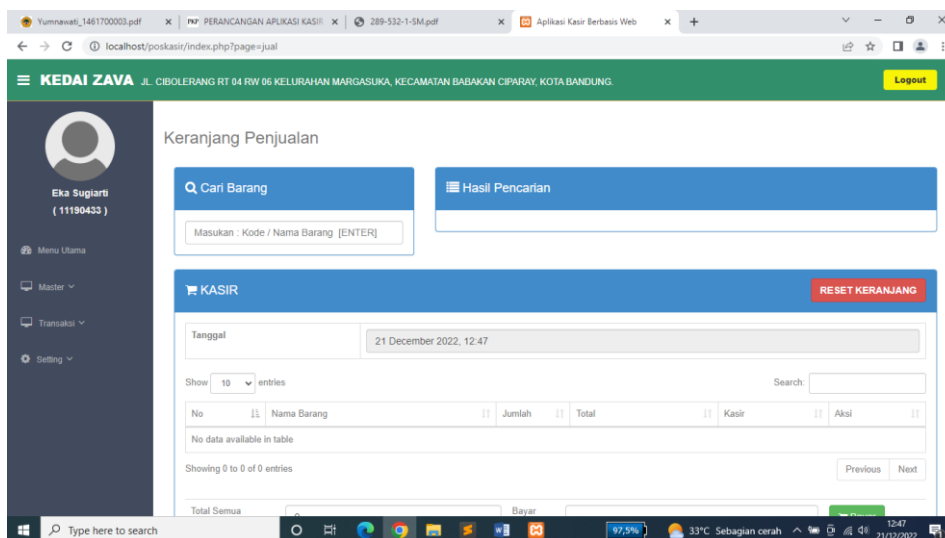 Yumnawati_1461700003.pdf
PKP PERANCANGAN APLIKASI KASIR
289-532-1-SM.pdf
Aplikasi Kasir Berbasis Web
localhost/poskasir/index.php?page=jual
KEDAI ZAVA JL. CIBOLERANG RT 04 RW 06 KELURAHAN MARGASUKA, KECAMATAN BABAKAN CIPARAY, KOTA BANDUNG.
Logout
Eka Sugiarti
( 11190433 )
Menu Utama
Master
Transaksi
Setting
Keranjang Penjualan
Cari Barang
Masukan : Kode / Nama Barang [ENTER]
Hasil Pencarian
KASIR
RESET KERANJANG
Tanggal
21 December 2022, 12:47
Show 10 entries
Search:
No Nama Barang Jumlah Total Kasir Aksi
No data available in table
Showing 0 to 0 of 0 entries
Previous Next
Total Semua
Bayar
Type here to search
97,5%
33°C Sebagian cerah
12:47
21/12/2022